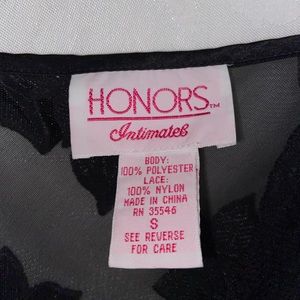 HONORS™
Intimates
BODY:
100% POLYESTER
LACE:
100% NYLON
MADE IN CHINA
RN 35546
S
SEE REVERSE
FOR CARE